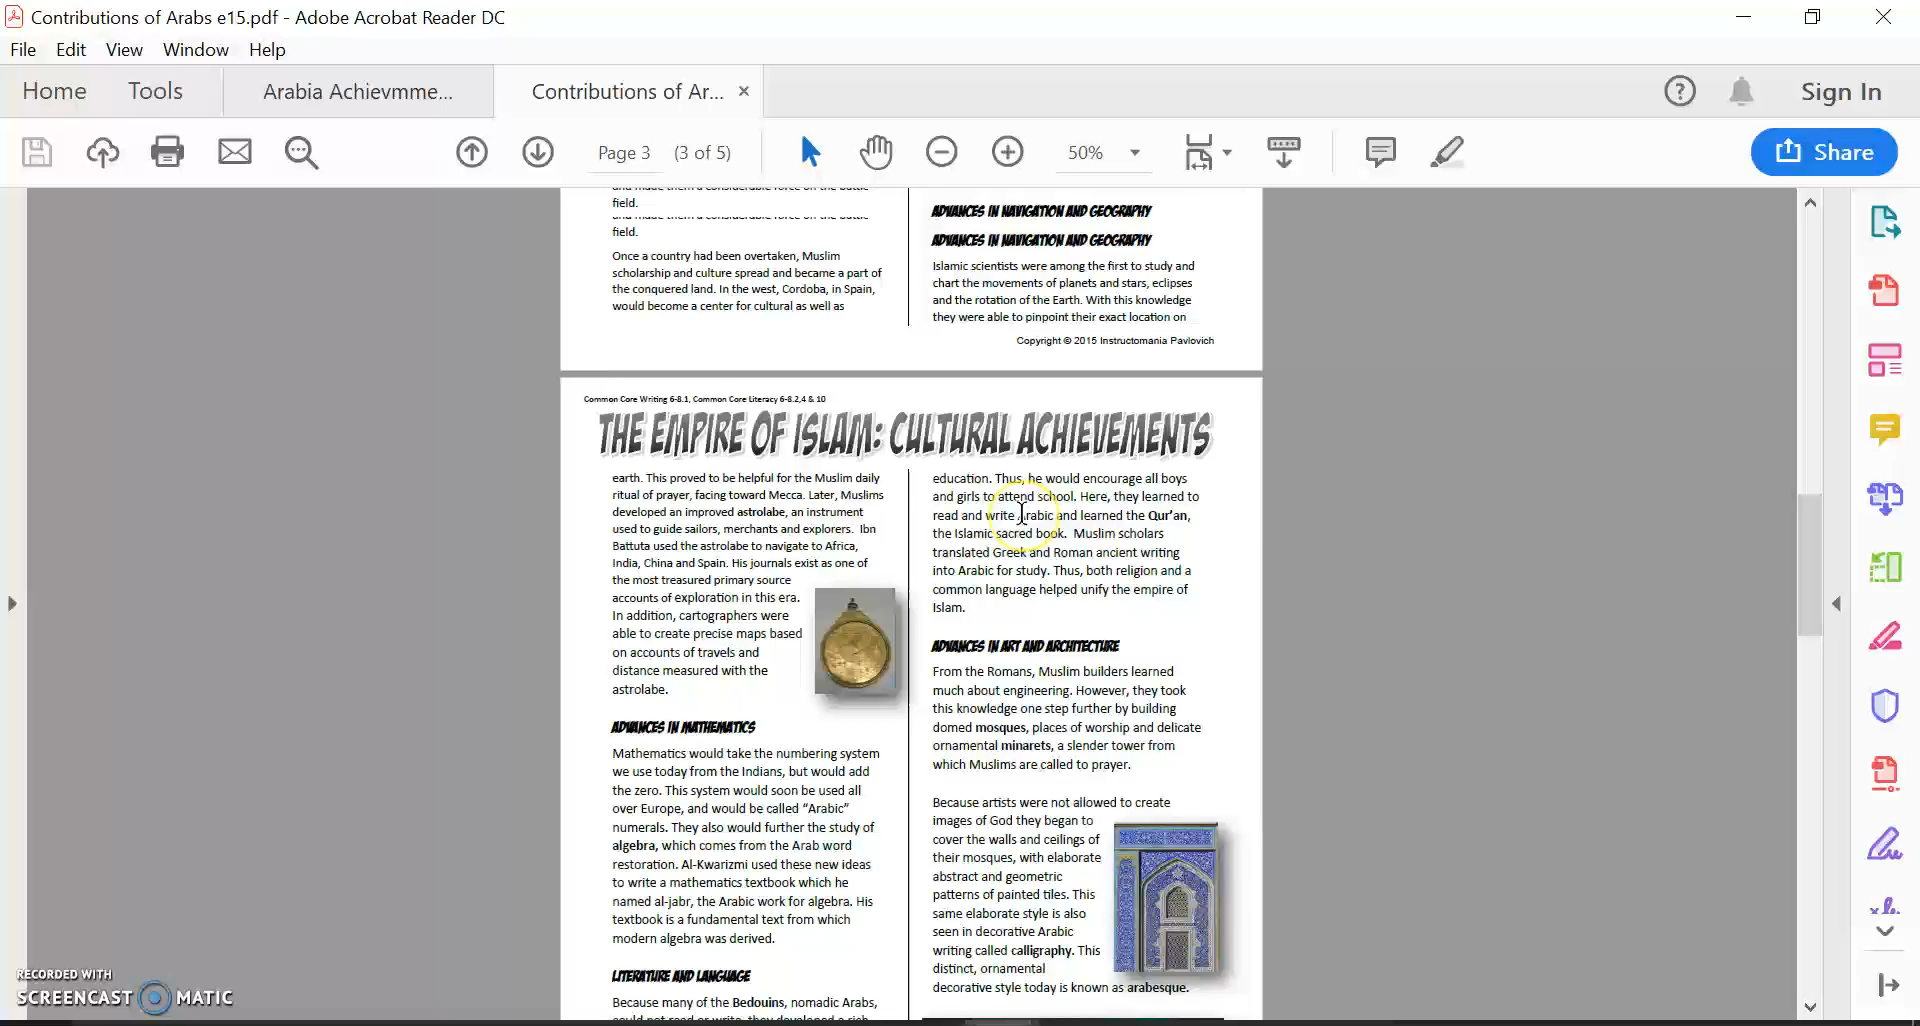 Contributions of Arabs e15.pdf - Adobe Acrobat Reader DC
File Edit View Window Help
Home Tools Arabia Achievmme... Contributions of Ar... × Sign In
Page 3 (3 of 5) 50% Share
field.
field.
Once a country had been overtaken, Muslim
scholarship and culture spread and became a part of
the conquered land. In the west, Cordoba, in Spain,
would become a center for cultural as well as
ADVANCES IN NAVIGATION AND GEOGRAPHY
ADVANCES IN NAVIGATION AND GEOGRAPHY
Islamic scientists were among the first to study and
chart the movements of planets and stars, eclipses
and the rotation of the Earth. With this knowledge
they were able to pinpoint their exact location on
Copyright © 2015 Instructomania Pavlovich
Common Core Writing 6-8.1, Common Core Literacy 6-8.2,4 & 10
THE EMPIRE OF ISLAM: CULTURAL ACHIEVEMENTS
earth. This proved to be helpful for the Muslim daily
ritual of prayer, facing toward Mecca. Later, Muslims
developed an improved astrolabe, an instrument
used to guide sailors, merchants and explorers. Ibn
Battuta used the astrolabe to navigate to Africa,
India, China and Spain. His journals exist as one of
the most treasured primary source
accounts of exploration in this era.
In addition, cartographers were
able to create precise maps based
on accounts of travels and
distance measured with the
astrolabe.
ADVANCES IN MATHEMATICS
Mathematics would take the numbering system
we use today from the Indians, but would add
the zero. This system would soon be used all
over Europe, and would be called “Arabic”
numerals. They also would further the study of
algebra, which comes from the Arab word
restoration. Al-Kwarizmi used these new ideas
to write a mathematics textbook which he
named al-jabr, the Arabic work for algebra. His
textbook is a fundamental text from which
modern algebra was derived.
LITERATURE AND LANGUAGE
Because many of the Bedouins, nomadic Arabs,
could not read or write, they developed a rich
education. Thus, he would encourage all boys
and girls to attend school. Here, they learned to
read and write Arabic and learned the Qur’an,
the Islamic sacred book. Muslim scholars
translated Greek and Roman ancient writing
into Arabic for study. Thus, both religion and a
common language helped unify the empire of
Islam.
ADVANCES IN ART AND ARCHITECTURE
From the Romans, Muslim builders learned
much about engineering. However, they took
this knowledge one step further by building
domed mosques, places of worship and delicate
ornamental minarets, a slender tower from
which Muslims are called to prayer.
Because artists were not allowed to create
images of God they began to
cover the walls and ceilings of
their mosques, with elaborate
abstract and geometric
patterns of painted tiles. This
same elaborate style is also
seen in decorative Arabic
writing called calligraphy. This
distinct, ornamental
decorative style today is known as arabesque.
RECORDED WITH
SCREENCAST MATIC